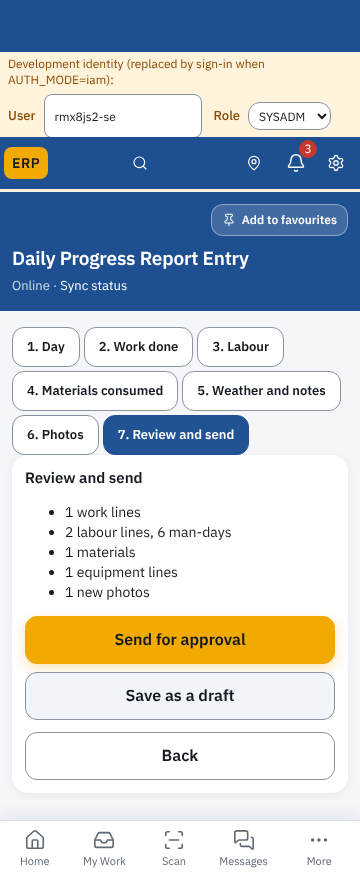 Development identity (replaced by sign-in when
AUTH_MODE=iam):
User rmx8js2-se Role SYSADM
ERP 3
Add to favourites
Daily Progress Report Entry
Online · Sync status
1. Day 2. Work done 3. Labour
4. Materials consumed 5. Weather and notes
6. Photos 7. Review and send
Review and send
• 1 work lines
• 2 labour lines, 6 man-days
• 1 materials
• 1 equipment lines
• 1 new photos
Send for approval
Save as a draft
Back
Home My Work Scan Messages More